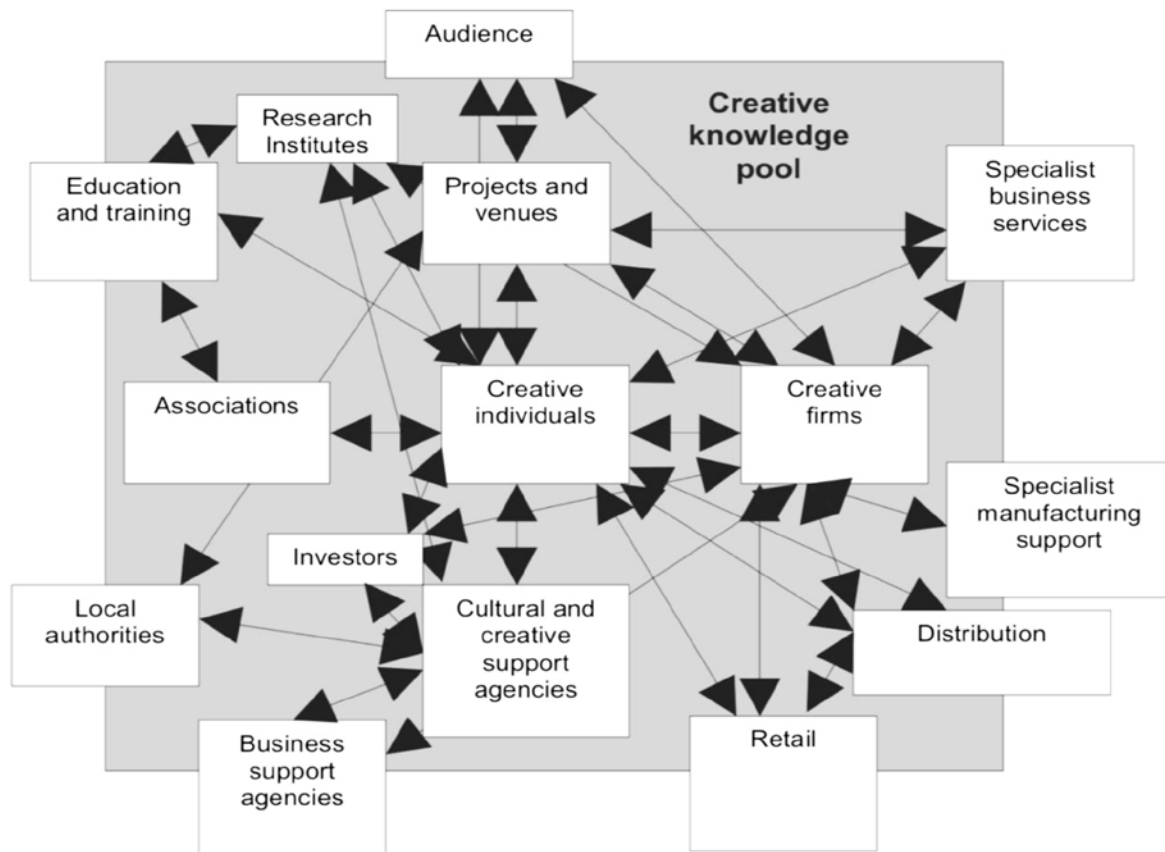 Audience
Creative
knowledge
pool
Research
Institutes
Education
and training
Projects and
venues
Specialist
business
services
Associations
Creative
individuals
Creative
firms
Specialist
manufacturing
support
Investors
Local
authorities
Cultural and
creative
support
agencies
Distribution
Business
support
agencies
Retail